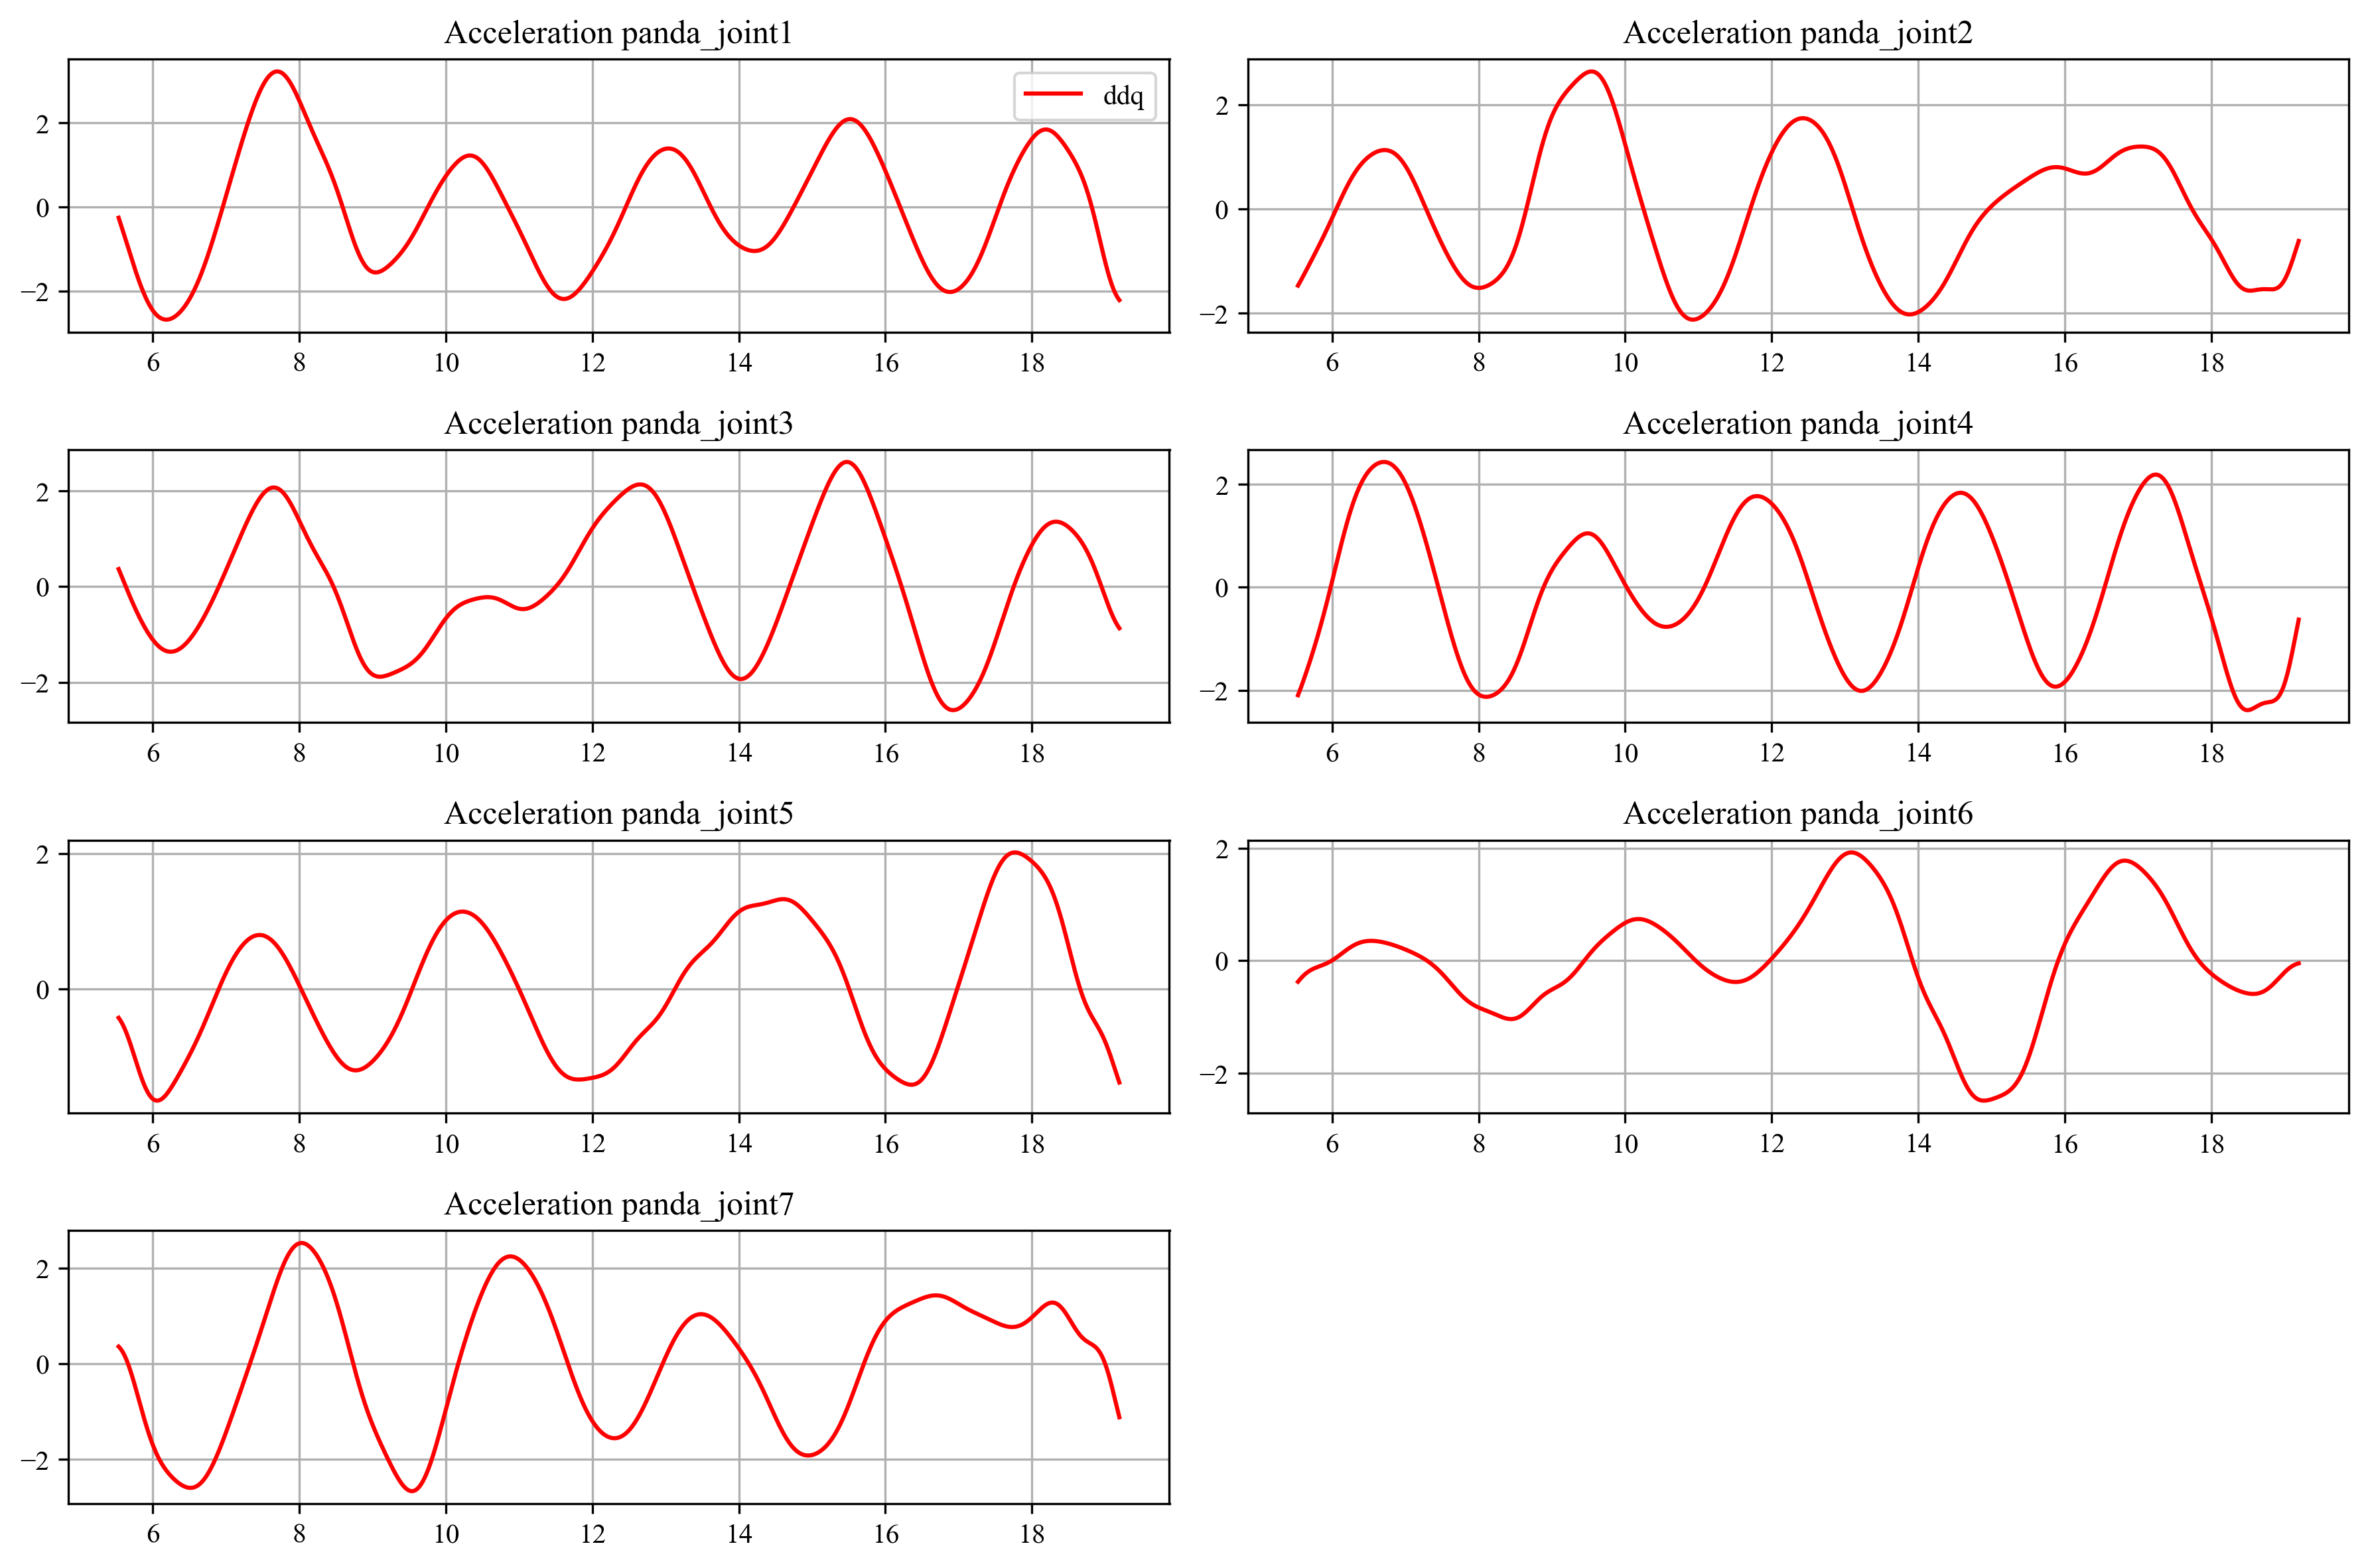 Acceleration panda_joint1
ddq
2
0
−2
6 8 10 12 14 16 18
Acceleration panda_joint2
2
0
−2
6 8 10 12 14 16 18
Acceleration panda_joint3
2
0
−2
6 8 10 12 14 16 18
Acceleration panda_joint4
2
0
−2
6 8 10 12 14 16 18
Acceleration panda_joint5
2
0
6 8 10 12 14 16 18
Acceleration panda_joint6
2
0
−2
6 8 10 12 14 16 18
Acceleration panda_joint7
2
0
−2
6 8 10 12 14 16 18